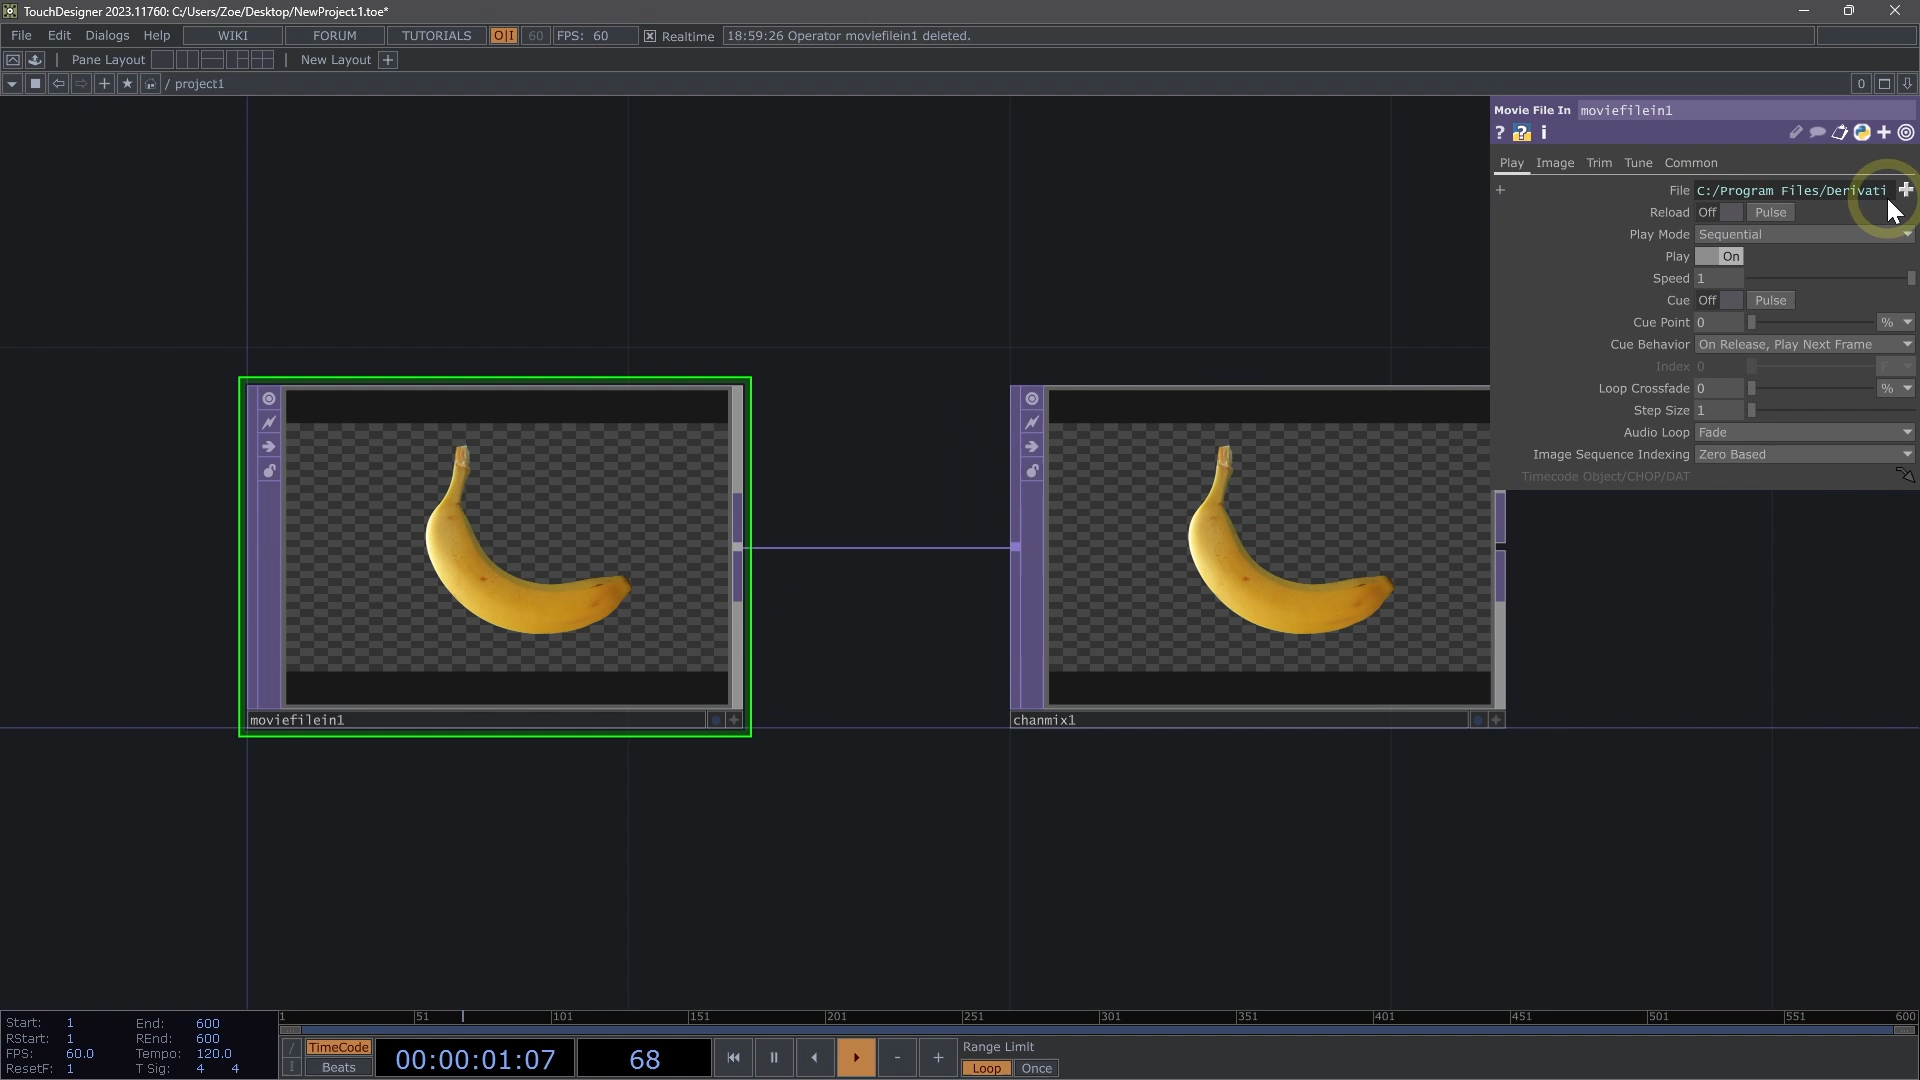 TouchDesigner 2023.11760: C:/Users/Zoe/Desktop/NewProject.1.toe*
File Edit Dialogs Help WIKI FORUM TUTORIALS O|I 60 FPS: 60 Realtime 18:59:26 Operator moviefilein1 deleted.
Pane Layout New Layout +
/ project1 0
Movie File In moviefilein1
? ? i
Play Image Trim Tune Common
File C:/Program Files/Derivati
Reload Off Pulse
Play Mode Sequential
Play On
Speed 1
Cue Off Pulse
Cue Point 0 %
Cue Behavior On Release, Play Next Frame
Index 0 F
Loop Crossfade 0 %
Step Size 1
Audio Loop Fade
Image Sequence Indexing Zero Based
Timecode Object/CHOP/DAT
moviefilein1
chanmix1
1 51 101 151 201 251 301 351 401 451 501 551 600
Start: 1 End: 600
RStart: 1 REnd: 600
FPS: 60.0 Tempo: 120.0
ResetF: 1 T Sig: 4 4
/ I
TimeCode
Beats
00:00:01:07
68
- +
Range Limit
Loop Once